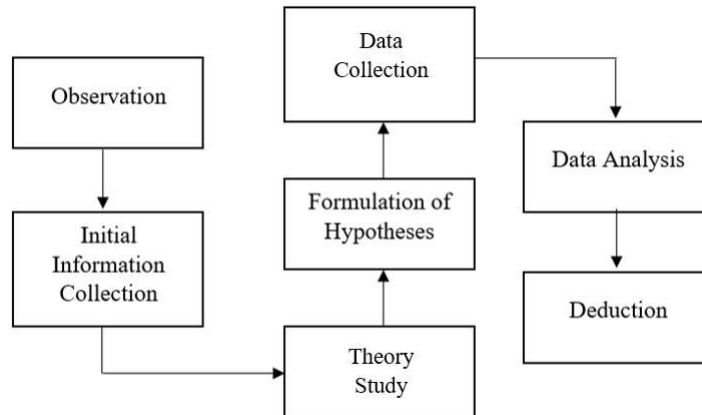 Observation
Initial
Information
Collection
Theory
Study
Formulation of
Hypotheses
Data
Collection
Data Analysis
Deduction